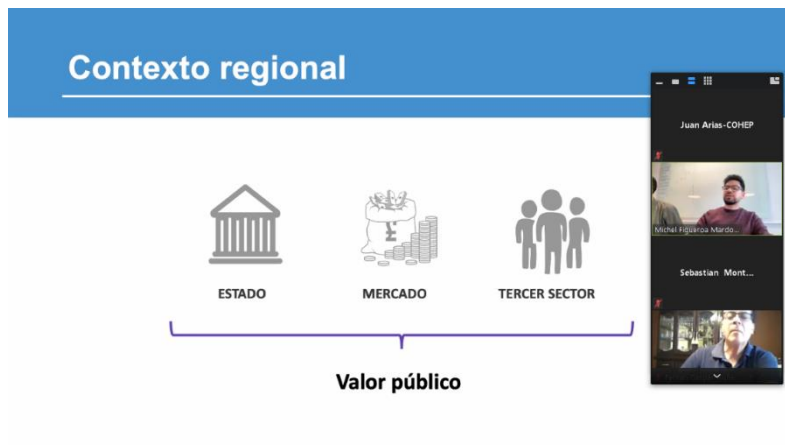 Contexto regional
ESTADO
MERCADO
TERCER SECTOR
Valor público
Juan Arias-COHEP
Michel Figueroa Mardo...
Sebastian Mont...